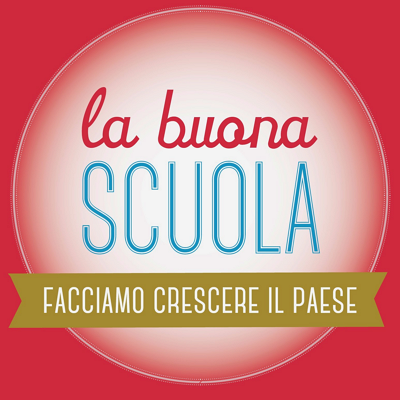 la buona
SCUOLA
FACCIAMO CRESCERE IL PAESE